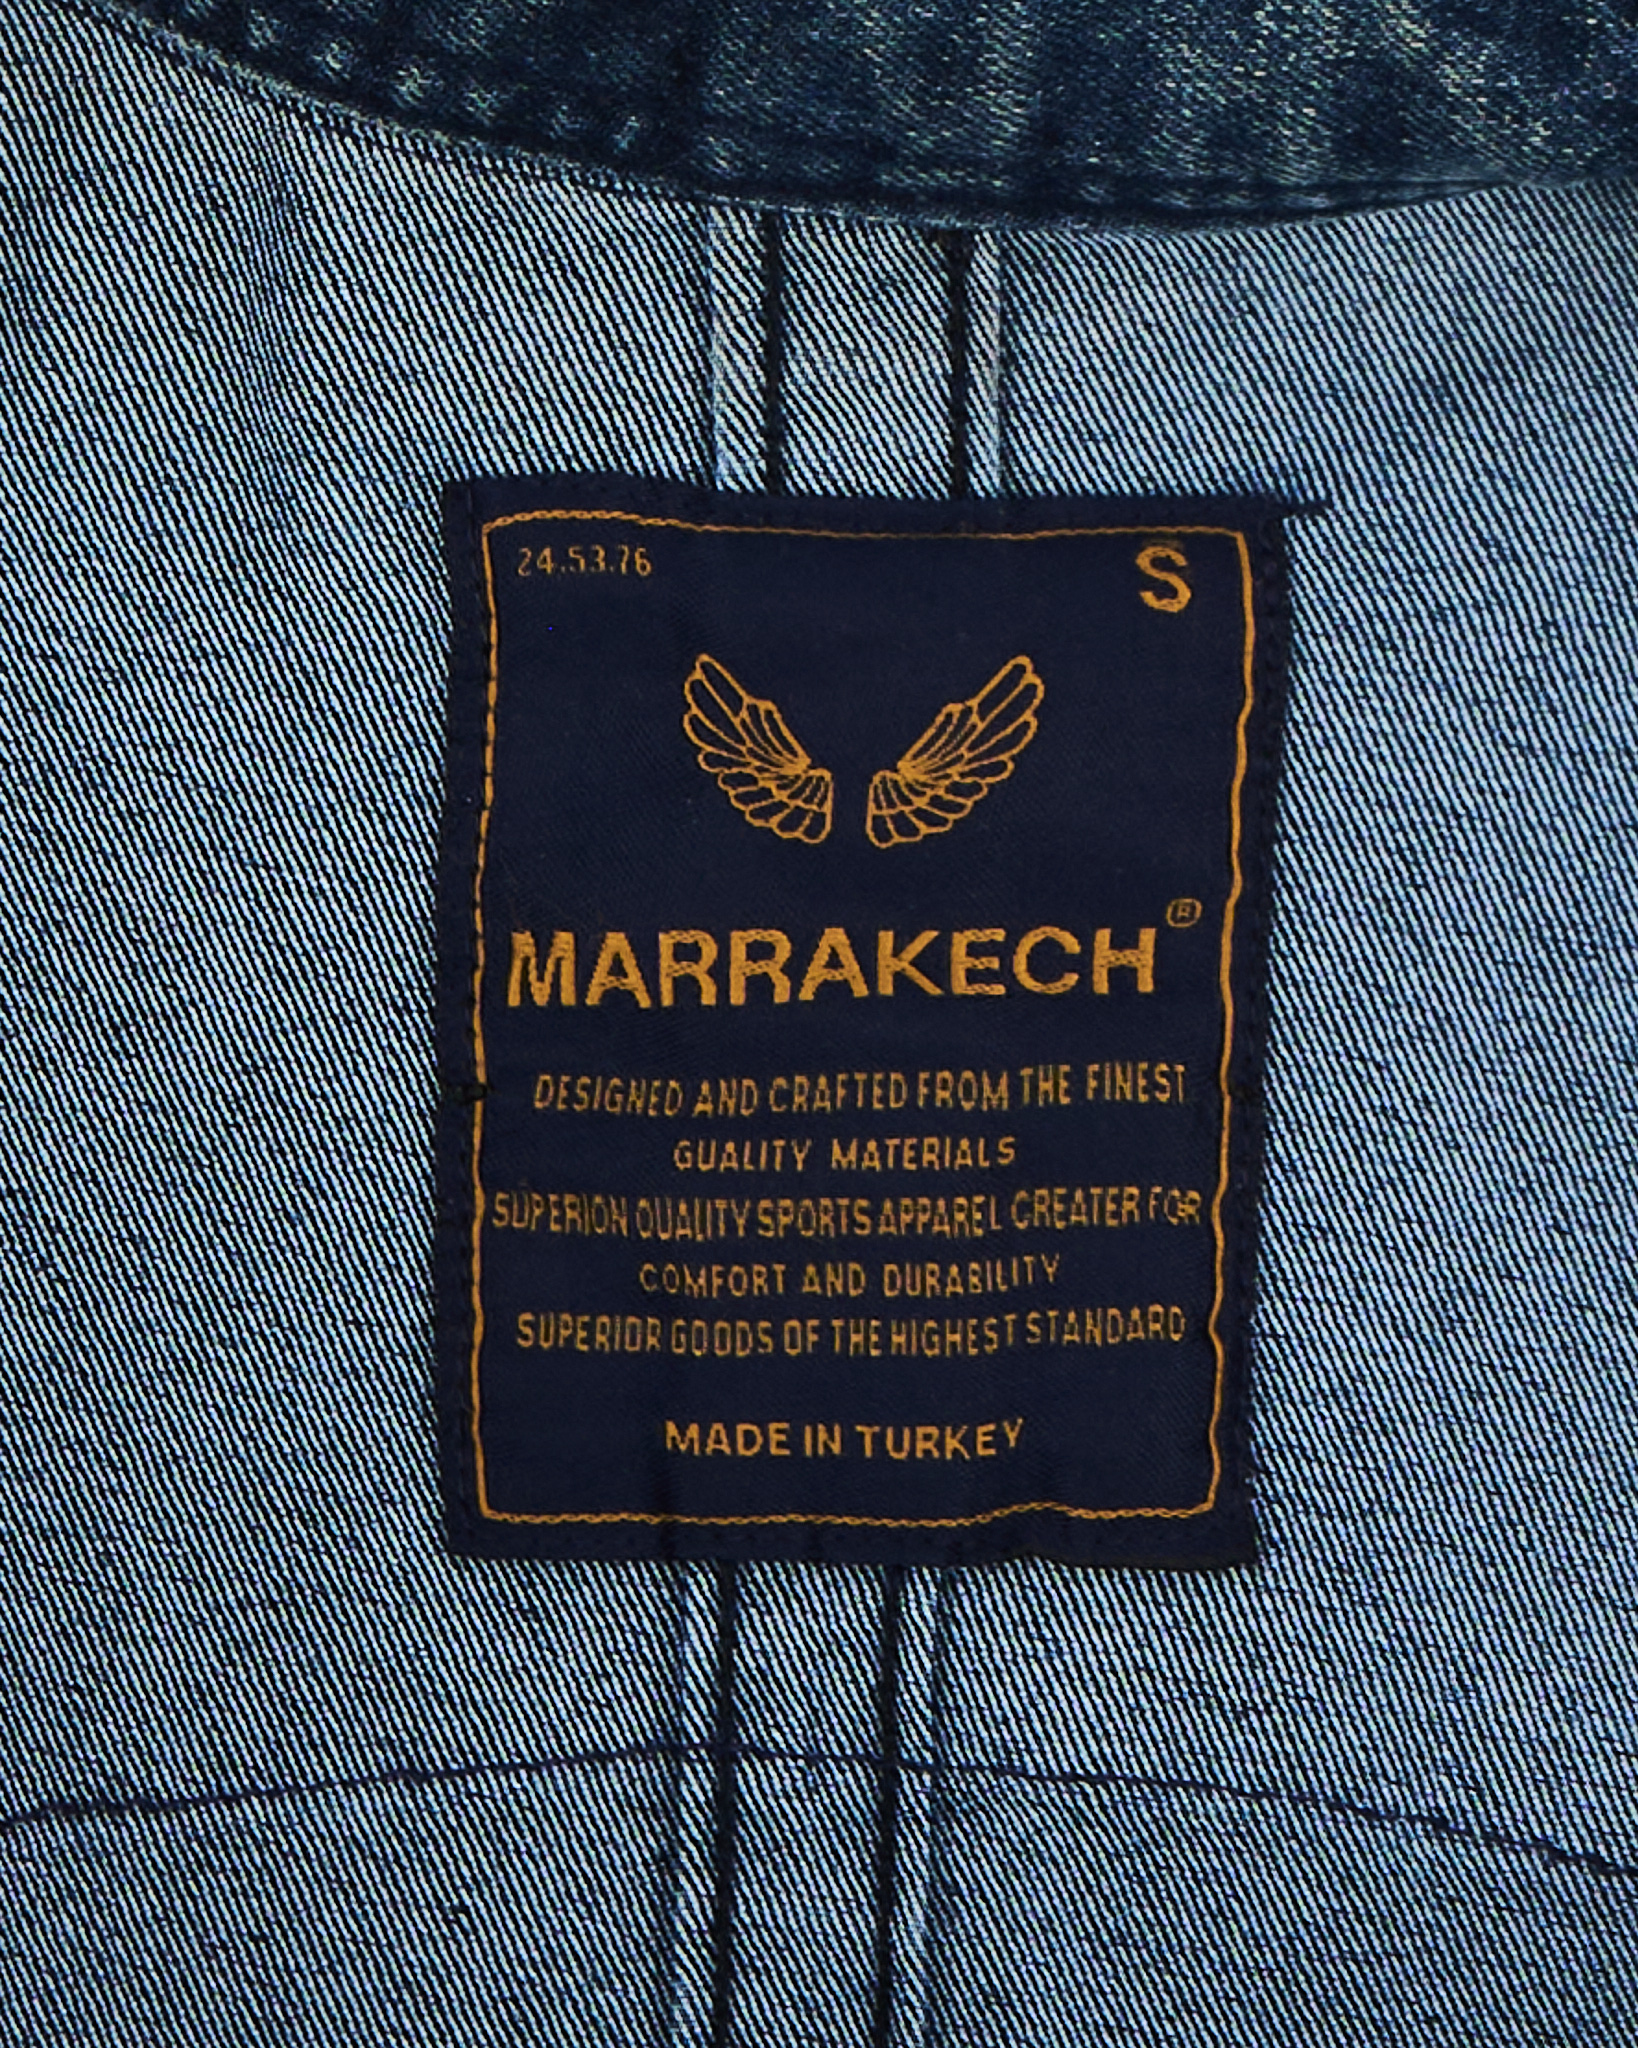 24.53.76
S
MARRAKECH®
DESIGNED AND CRAFTED FROM THE FINEST
GUALITY MATERIALS
SUPERION QUALITY SPORTS APPAREL CREATER FOR
COMFORT AND DURABILITY
SUPERIOR GOODS OF THE HIGHEST STANDARD
MADE IN TURKEY